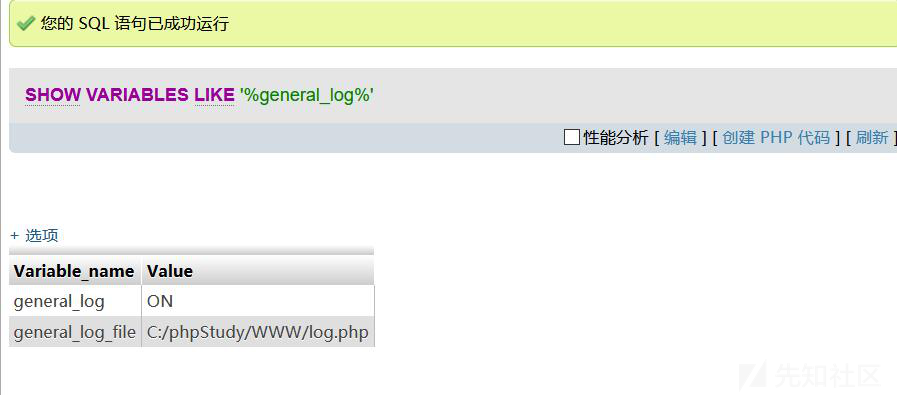 您的 SQL 语句已成功运行
SHOW VARIABLES LIKE '%general_log%'
性能分析 [ 编辑 ] [ 创建 PHP 代码 ] [ 刷新 ]
+ 选项
Variable_name Value
general_log ON
general_log_file C:/phpStudy/WWW/log.php
先知社区